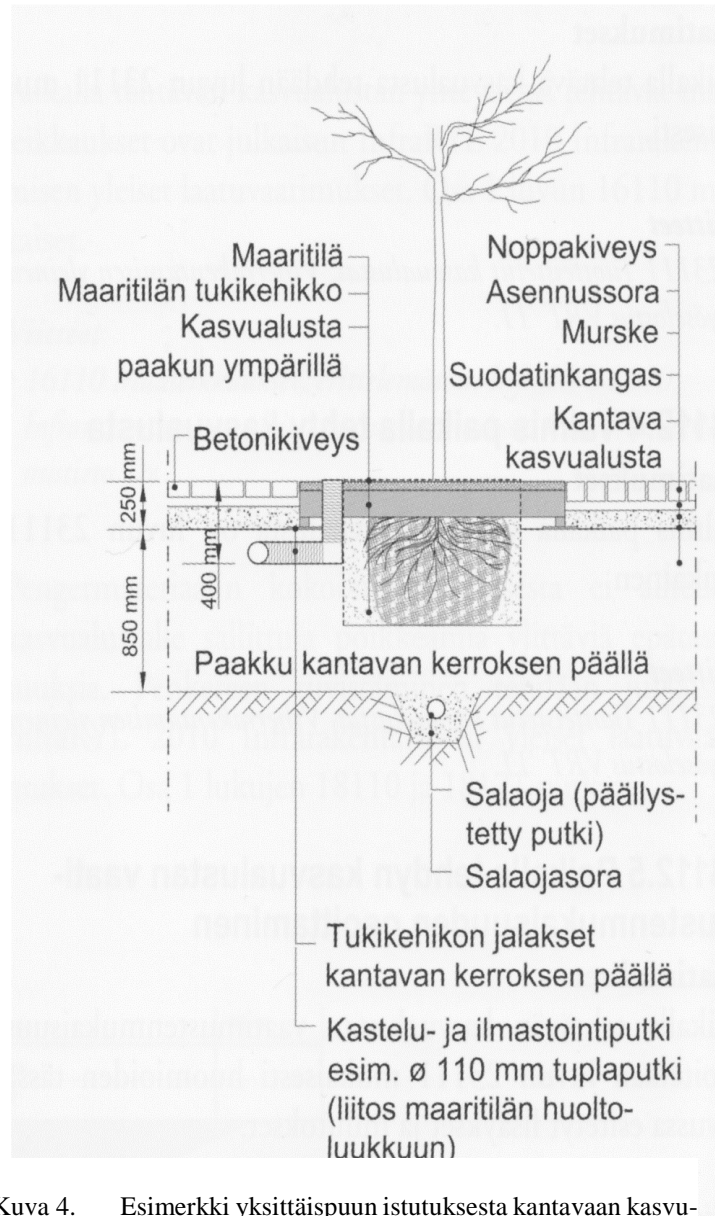 Maaritilä
Maaritilän tukikehikko
Kasvualusta
paakun ympärillä
Noppakiveys
Asennussora
Murske
Suodatinkangas
Kantava
kasvualusta
Betonikiveys
250 mm
400 mm
850 mm
Paakku kantavan kerroksen päällä
Salaoja (päällys-
tetty putki)
Salaojasora
Tukikehikon jalakset
kantavan kerroksen päällä
Kastelu- ja ilmastointiputki
esim. ø 110 mm tuplaputki
(liitos maaritilän huolto-
luukkuun)
Kuva 4. Esimerkki yksittäispuun istutuksesta kantavaan kasvu-